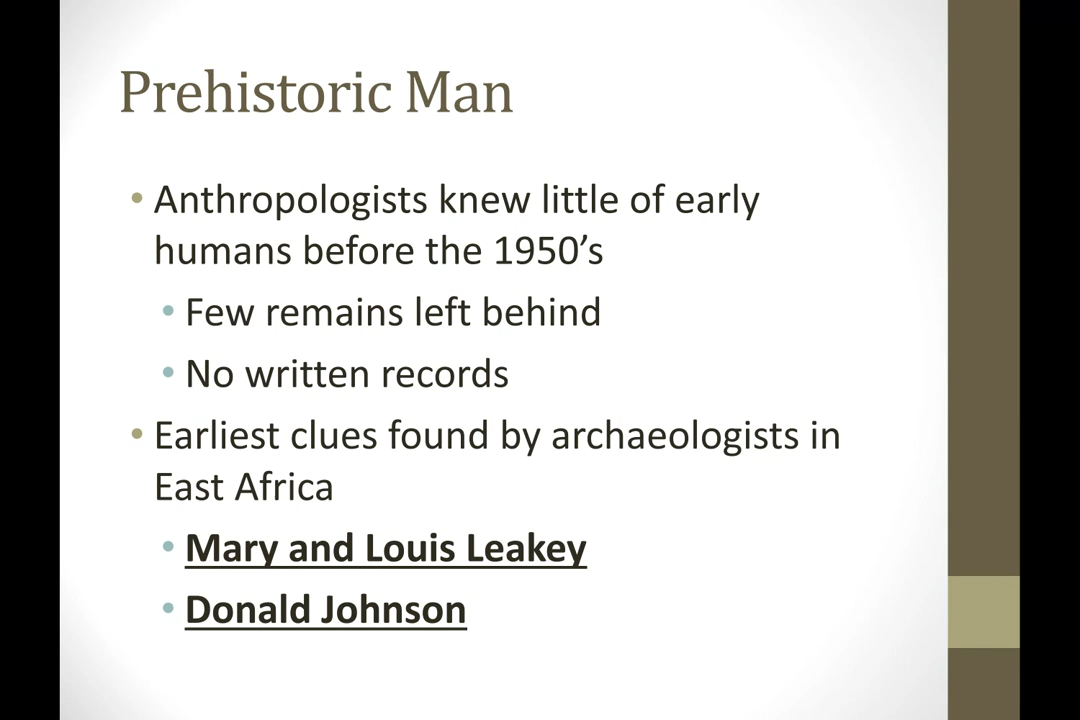 Prehistoric Man
• Anthropologists knew little of early
humans before the 1950’s
• Few remains left behind
• No written records
• Earliest clues found by archaeologists in
East Africa
• Mary and Louis Leakey
• Donald Johnson